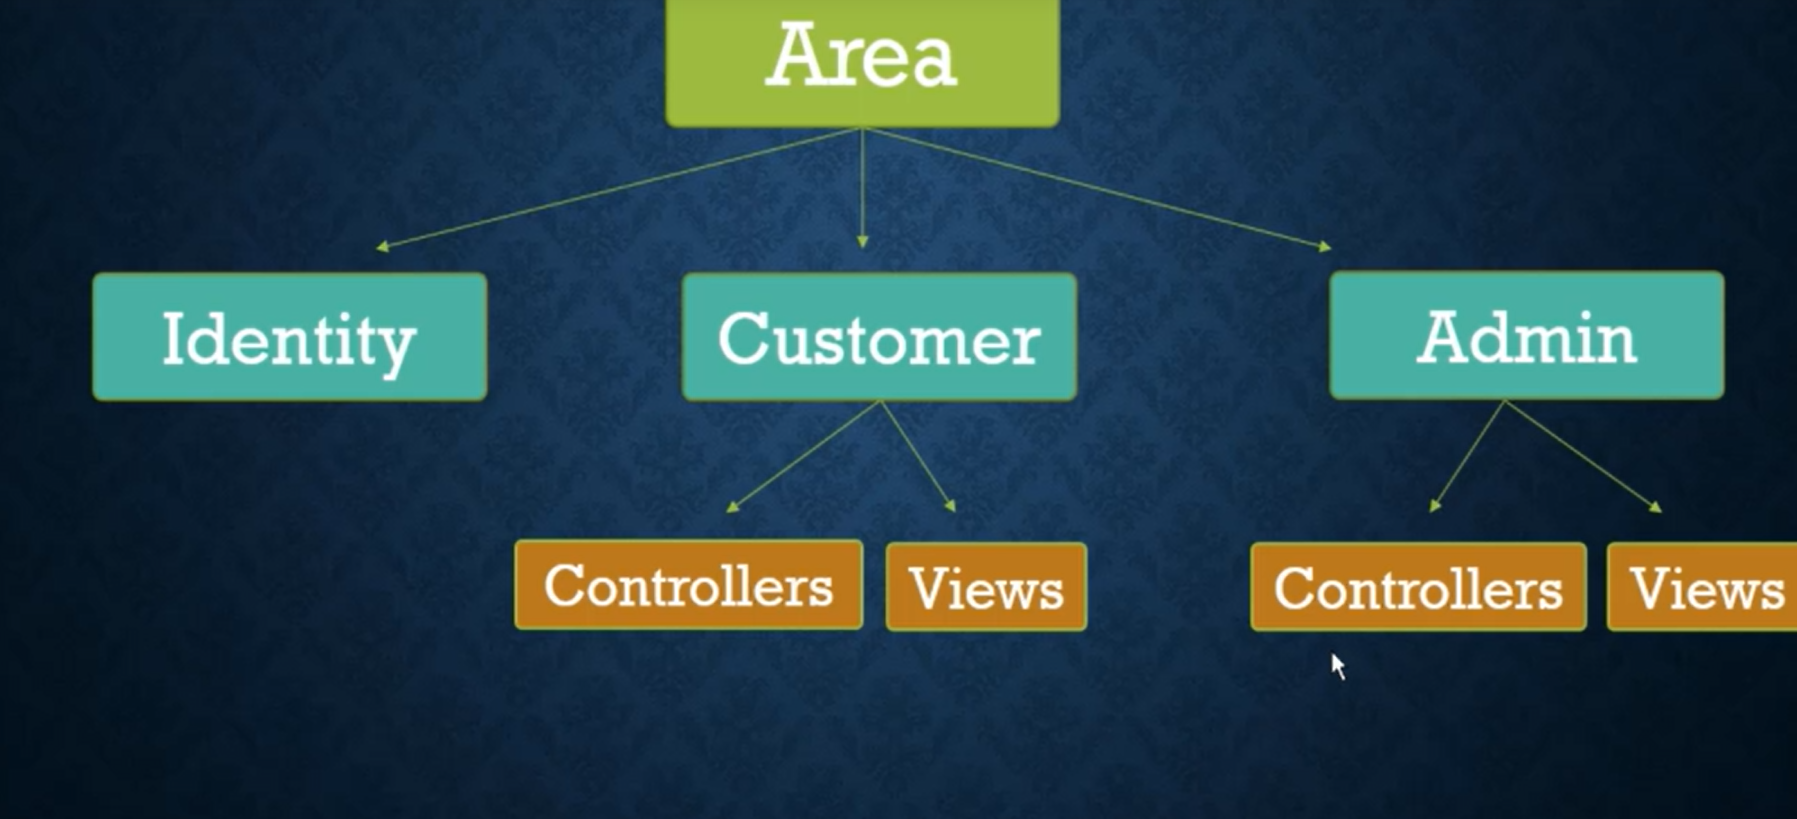 Area
Identity
Customer
Admin
Controllers
Views
Controllers
Views